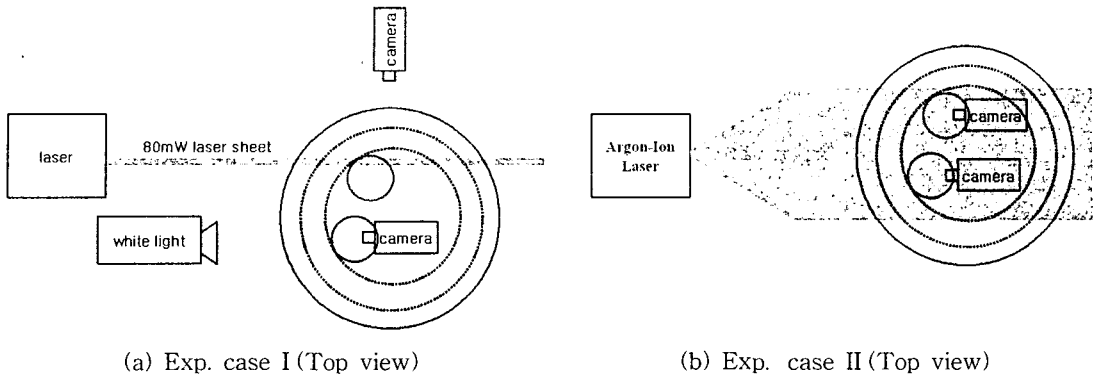 camera
laser
80mW laser sheet
white light
camera
(a) Exp. case I (Top view)
Argon-Ion
Laser
camera
camera
(b) Exp. case II (Top view)